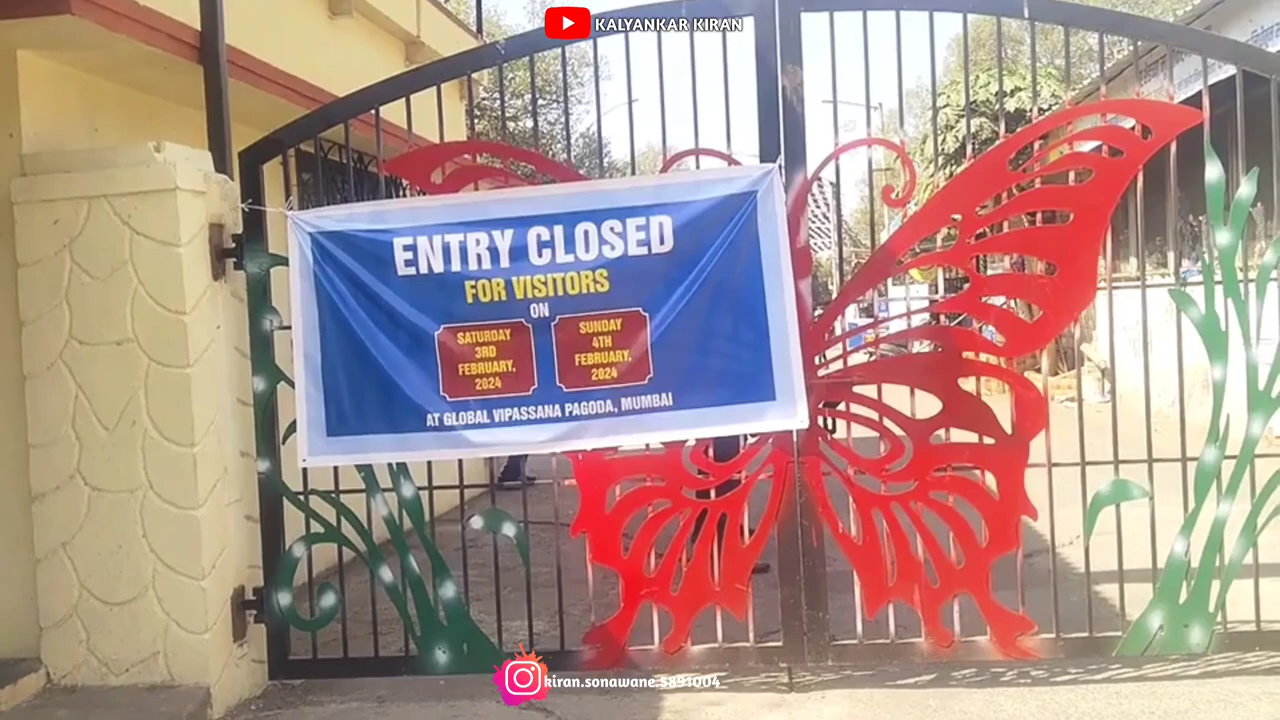 KALYANKAR KIRAN
ENTRY CLOSED
FOR VISITORS
ON
SATURDAY
3RD
FEBRUARY,
2024
SUNDAY
4TH
FEBRUARY,
2024
AT GLOBAL VIPASSANA PAGODA, MUMBAI
kiran.sonawane.5891004